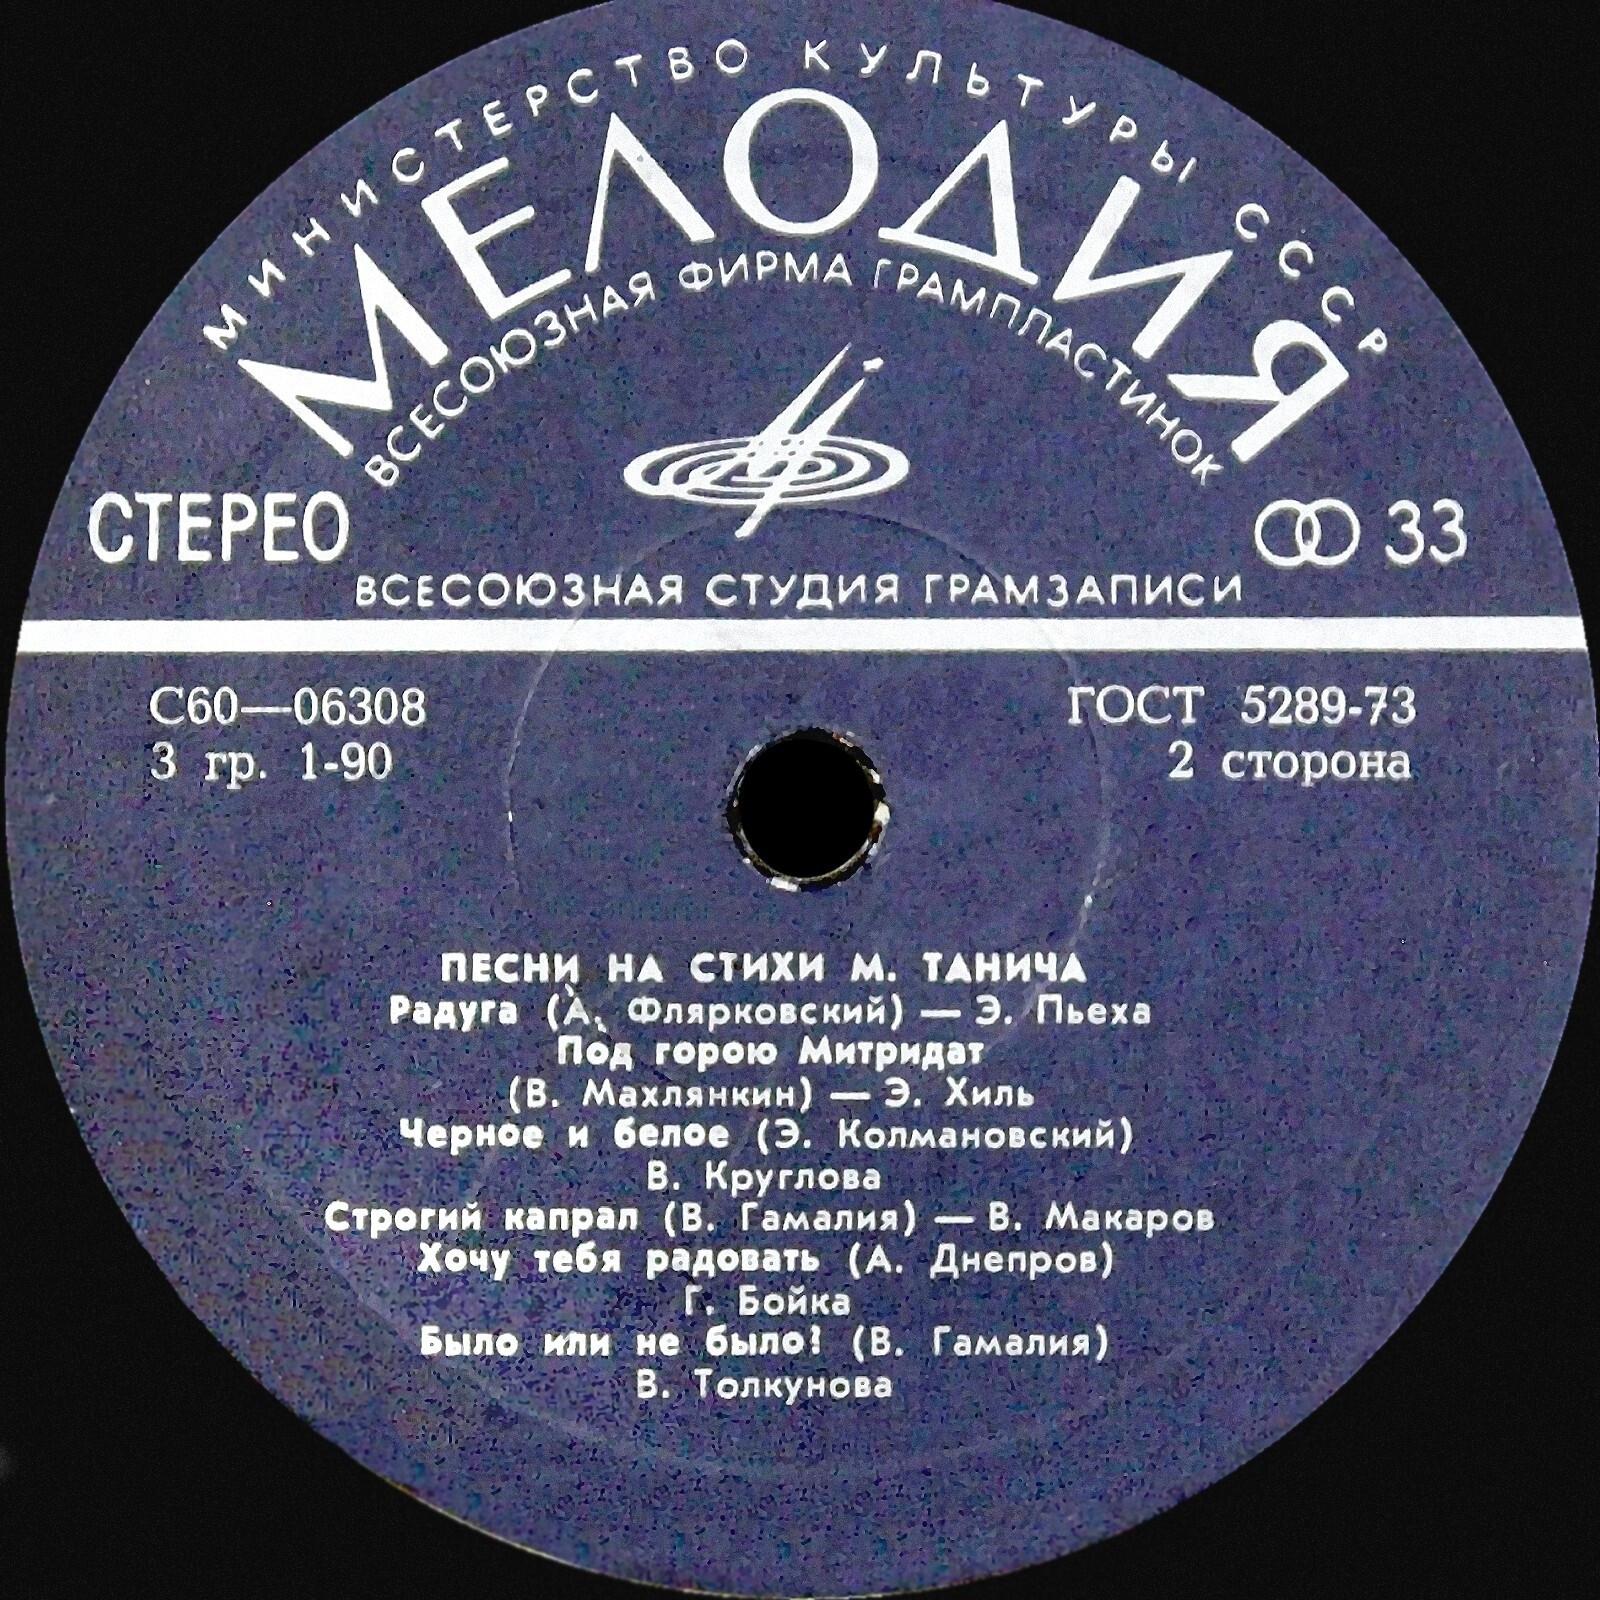 МИНИСТЕРСТВО КУЛЬТУРЫ СССР
МЕЛОДИЯ
ВСЕСОЮЗНАЯ ФИРМА ГРАМПЛАСТИНОК
СТЕРЕО
33
ВСЕСОЮЗНАЯ СТУДИЯ ГРАМЗАПИСИ
С60—06308
ГОСТ 5289-73
3 гр. 1-90
2 сторона
ПЕСНИ НА СТИХИ М. ТАНИЧА
Радуга (А. Флярковский) — Э. Пьеха
Под горою Митридат
(В. Махлянкин) — Э. Хиль
Черное и белое (Э. Колмановский)
В. Круглова
Строгий капрал (В. Гамалия) — В. Макаров
Хочу тебя радовать (А. Днепров)
Г. Бойка
Было или не было? (В. Гамалия)
В. Толкунова